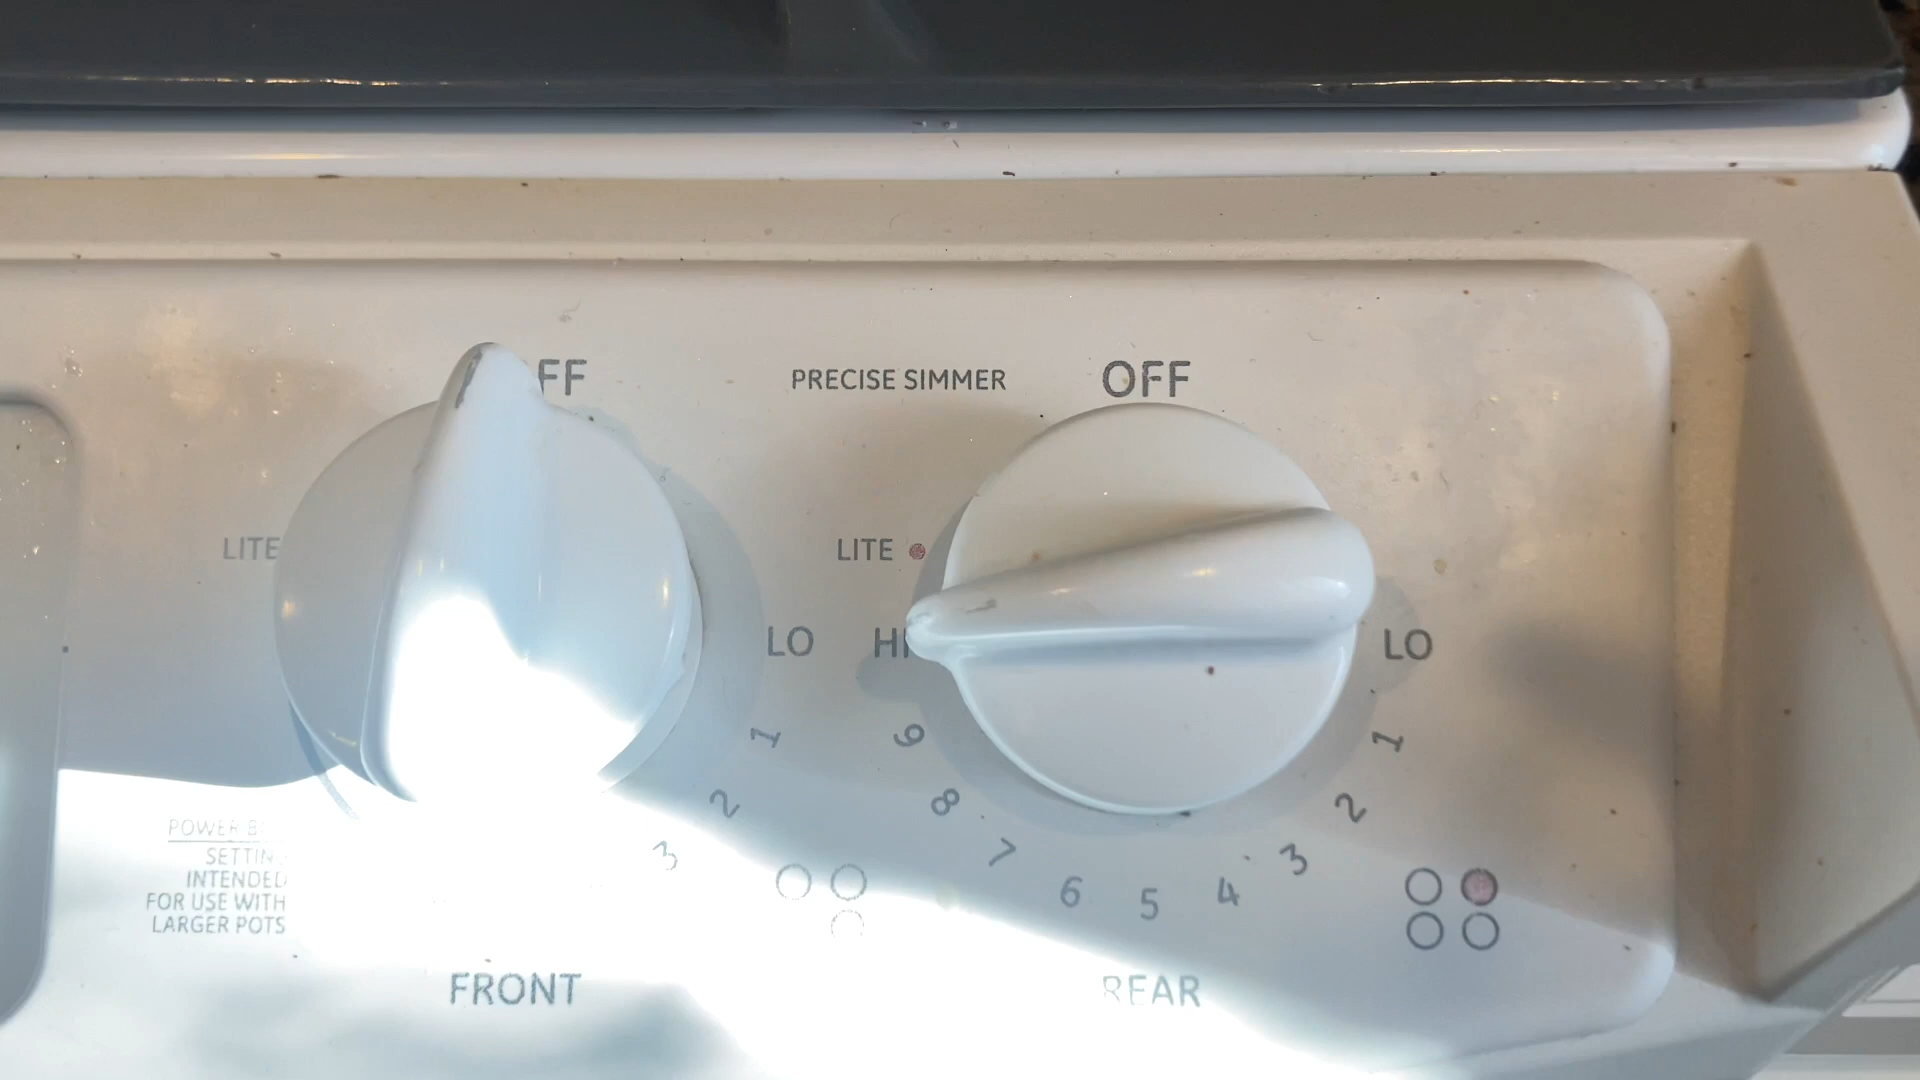 FF
PRECISE SIMMER
OFF
LITE
LITE
LO
HI
LO
1
9
1
2
8
2
3
7
3
6
5
4
POWER B
SETTING
INTENDED
FOR USE WITH
LARGER POTS
FRONT
REAR